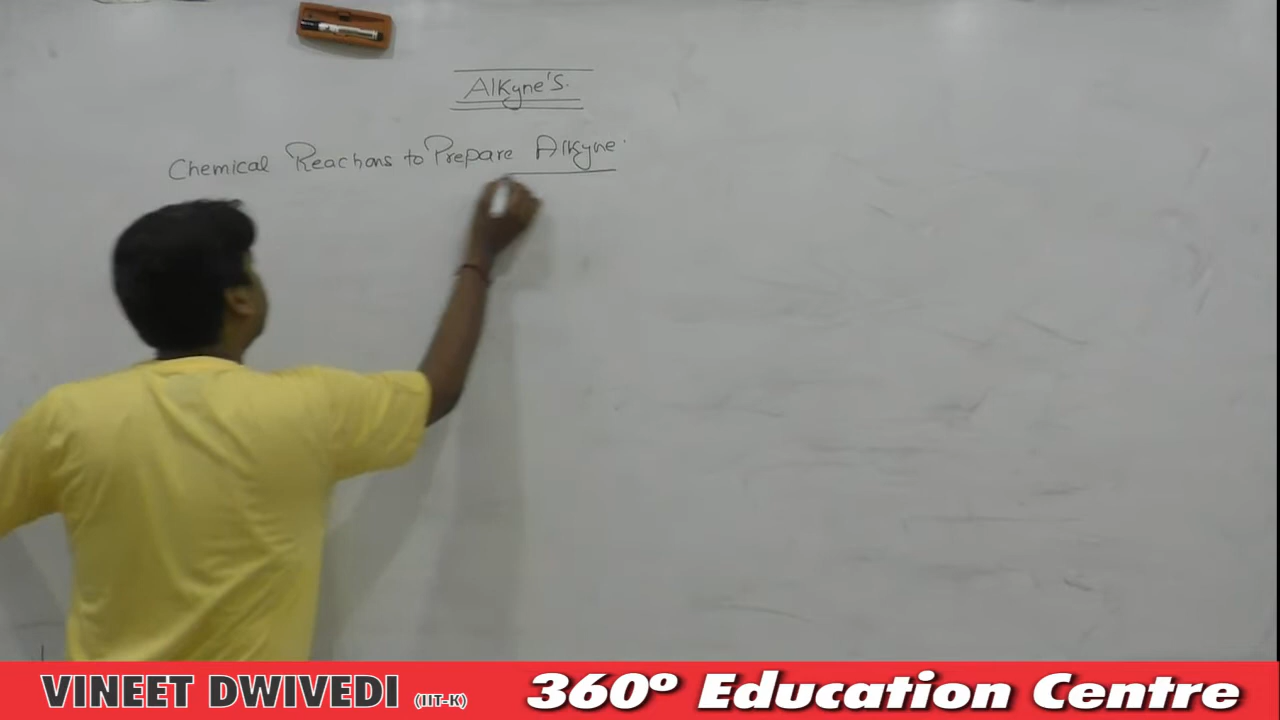 Alkyne's.
Chemical Reactions to Prepare Alkyne.
VINEET DWIVEDI (IIT-K) 360° Education Centre